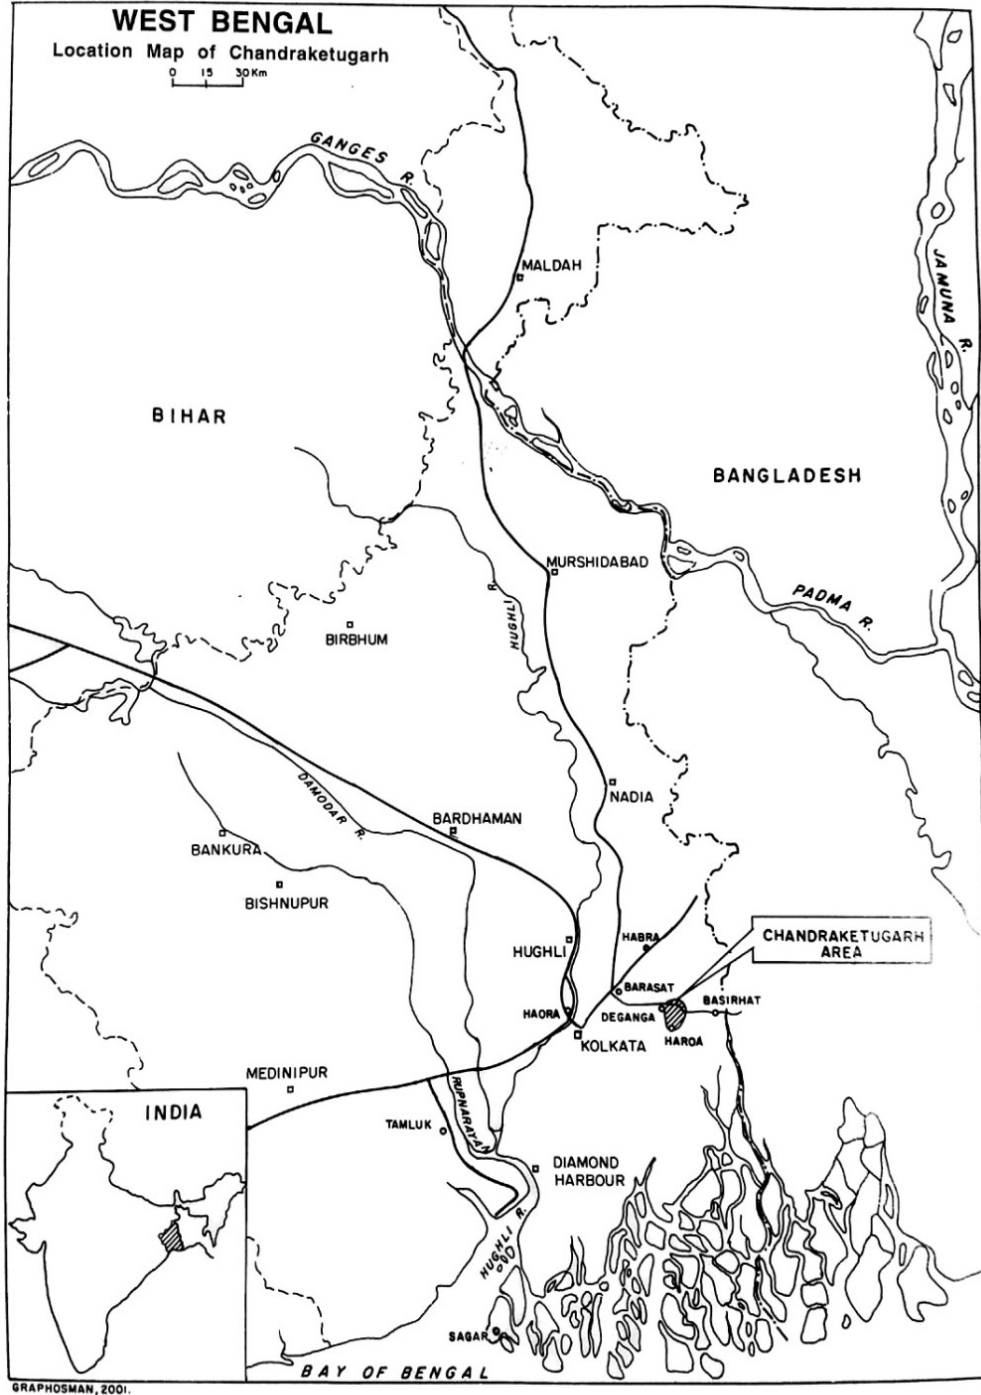 WEST BENGAL
Location Map of Chandraketugarh
0 15 30 Km
GANGES R.
MALDAH
JAMUNA R.
BIHAR
BANGLADESH
MURSHIDABAD
HUGHLI R.
PADMA R.
BIRBHUM
DAMODAR R.
NADIA
BARDHAMAN
BANKURA
BISHNUPUR
HABRA
CHANDRAKETUGARH
AREA
HUGHLI
BARASAT
BASIRHAT
HAORA
DEGANGA
HAROA
KOLKATA
MEDINIPUR
INDIA
TAMLUK
RUPNARAYAN
DIAMOND
HARBOUR
HUGHLI R.
SAGAR
BAY OF BENGAL
GRAPHOSMAN, 2001.